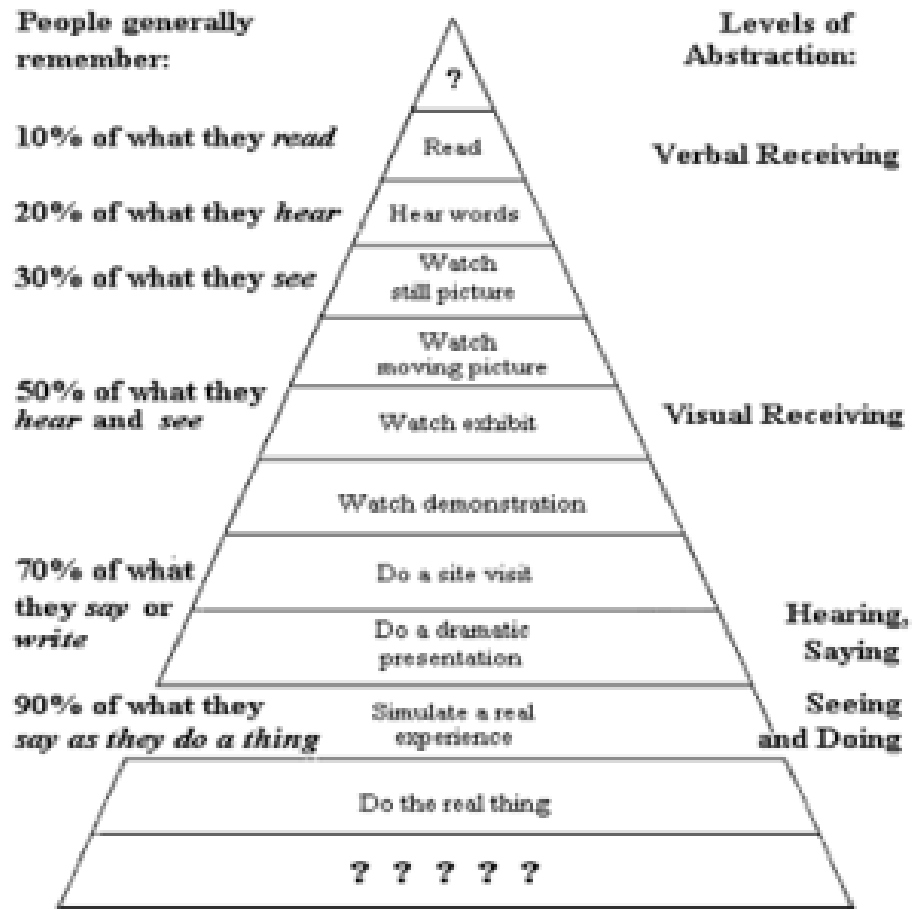 People generally
remember:
Levels of
Abstraction:
?
10% of what they read
Read
Verbal Receiving
20% of what they hear
Hear words
30% of what they see
Watch
still picture
Watch
moving picture
50% of what they
hear and see
Watch exhibit
Visual Receiving
Watch demonstration
70% of what
they say or
write
Do a site visit
Do a dramatic
presentation
Hearing,
Saying
90% of what they
say as they do a thing
Simulate a real
experience
Seeing
and Doing
Do the real thing
? ? ? ? ?